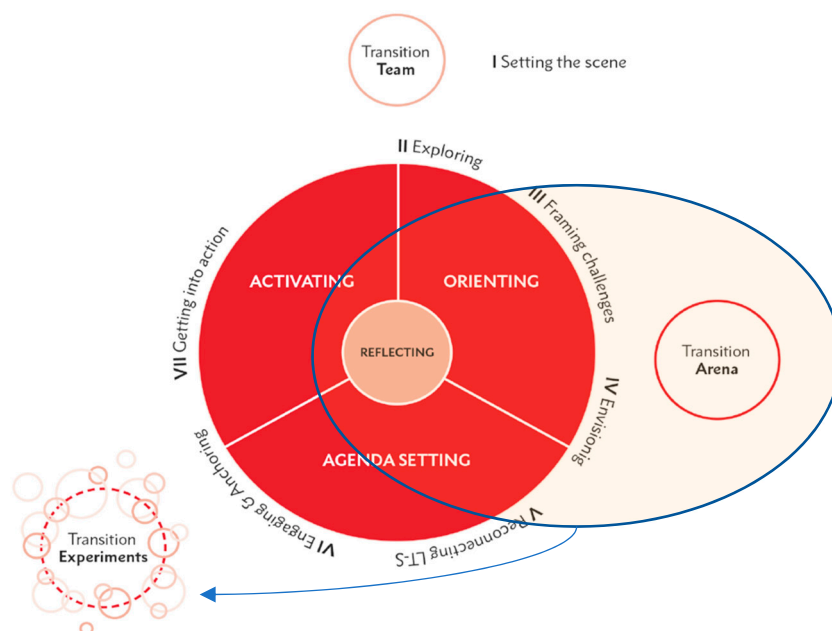 Transition
Team
I Setting the scene
II Exploring
III Framing challenges
ACTIVATING
ORIENTING
VII Getting into action
REFLECTING
Transition
Arena
IV Envisionig
AGENDA SETTING
V Reconnecting LT-S
VI Engaging & Anchoring
Transition
Experiments